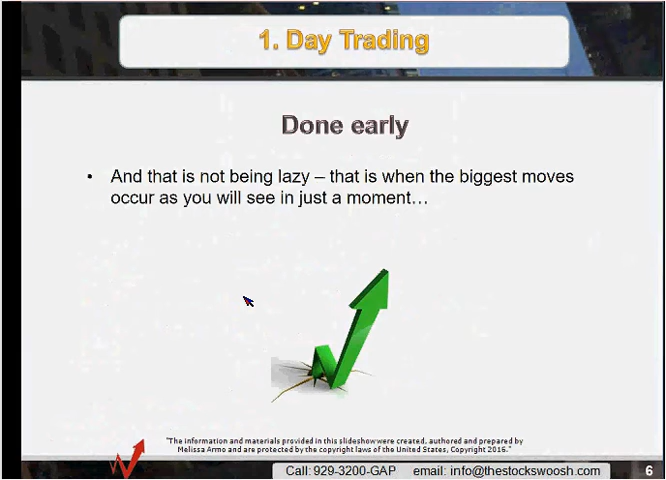 1. Day Trading
Done early
• And that is not being lazy – that is when the biggest moves
occur as you will see in just a moment…
"The information and materials provided in this slideshow were created, authored and prepared by
Melissa Armo and are protected by the copyright laws of the United States, Copyright 2016."
Call: 929-3200-GAP email: info@thestockswoosh.com 6